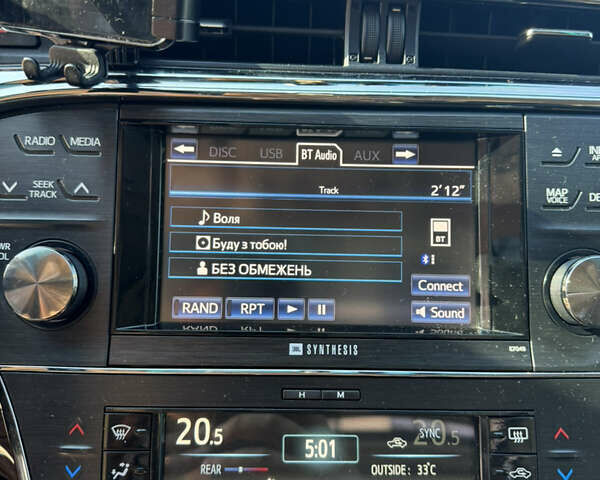 RADIO
MEDIA
SEEK
TRACK
DISC
USB
BT Audio
AUX
Track
2'12"
Воля
Буду з тобою!
БЕЗ ОБМЕЖЕНЬ
BT
Connect
RAND
RPT
Sound
MAP
VOICE
JBL SYNTHESIS
E7045
H
M
20.5
5:01
SYNC
20.5
REAR
OUTSIDE: 33°C